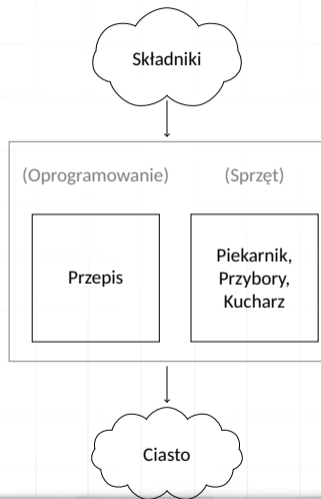 Składniki
(Oprogramowanie) (Sprzęt)
Przepis
Piekarnik,
Przybory,
Kucharz
Ciasto